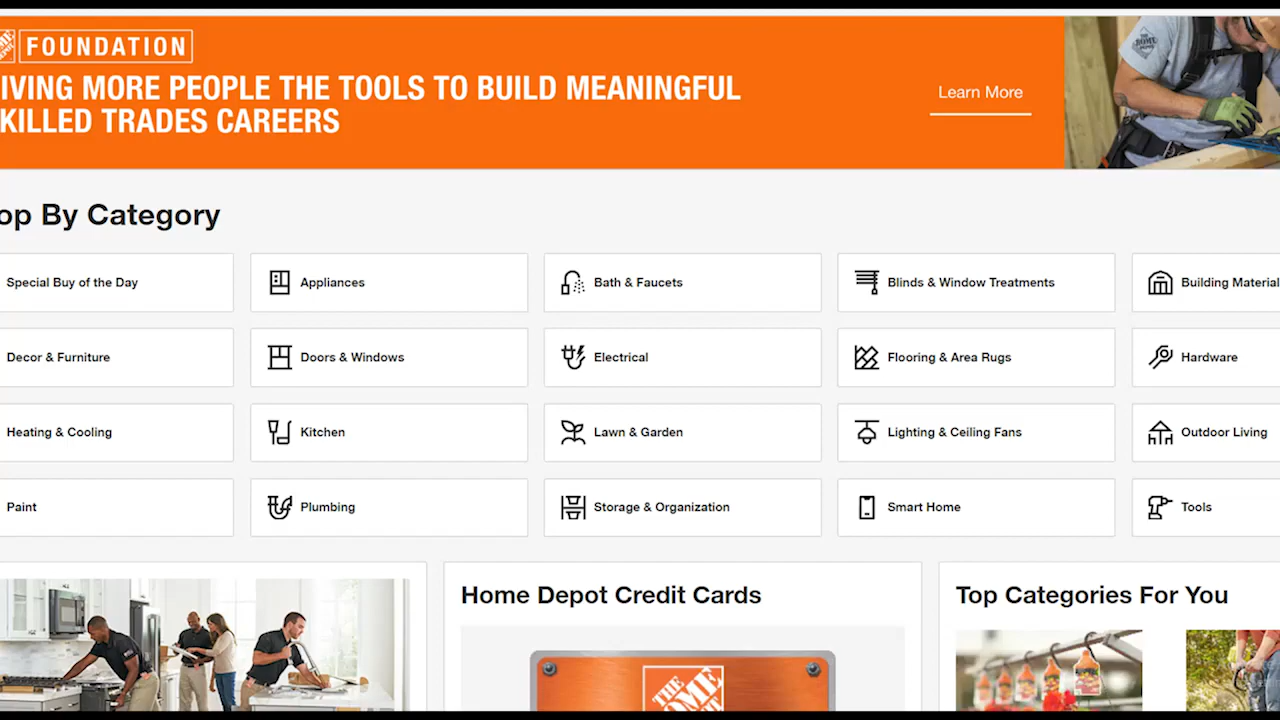 FOUNDATION
IVING MORE PEOPLE THE TOOLS TO BUILD MEANINGFUL
KILLED TRADES CAREERS
Learn More
op By Category
Special Buy of the Day
Appliances
Bath & Faucets
Blinds & Window Treatments
Building Material
Decor & Furniture
Doors & Windows
Electrical
Flooring & Area Rugs
Hardware
Heating & Cooling
Kitchen
Lawn & Garden
Lighting & Ceiling Fans
Outdoor Living
Paint
Plumbing
Storage & Organization
Smart Home
Tools
Home Depot Credit Cards
Top Categories For You
THE
HOME